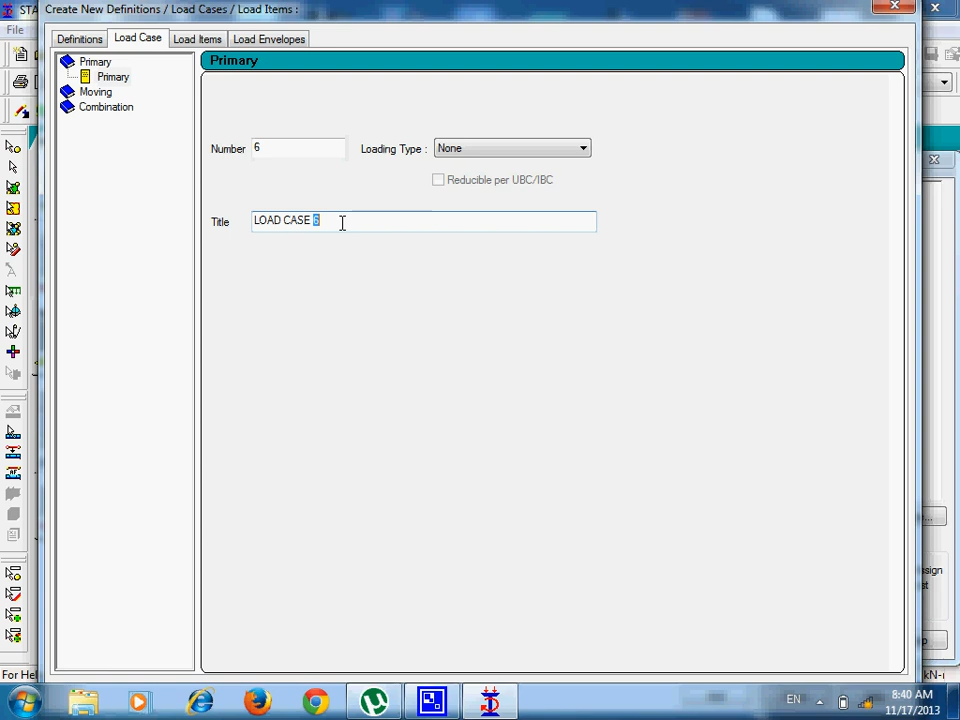 STA
Create New Definitions / Load Cases / Load Items :
File
Definitions
Load Case
Load Items
Load Envelopes
Primary
Primary
Moving
Combination
Primary
Number
6
Loading Type :
None
Reducible per UBC/IBC
Title
LOAD CASE 6
...
sign
p
For Hel
kN-
EN
8:40 AM
11/17/2013